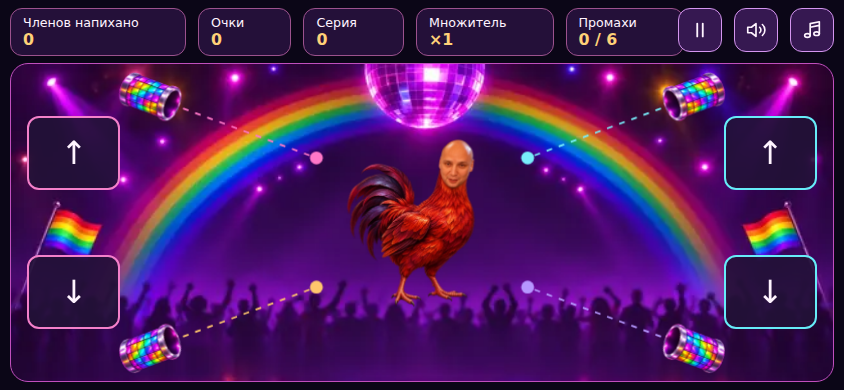 Членов напихано
0
Очки
0
Серия
0
Множитель
×1
Промахи
0 / 6
↑
↑
↓
↓